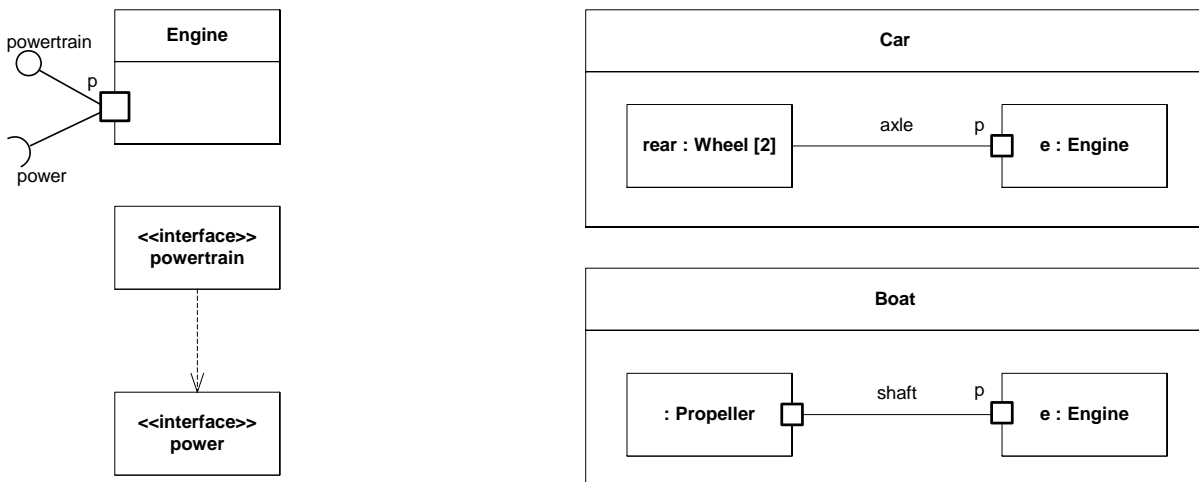 powertrain
Engine
p
power
<<interface>>
powertrain
<<interface>>
power
Car
rear : Wheel [2]
axle
p
e : Engine
Boat
: Propeller
shaft
p
e : Engine